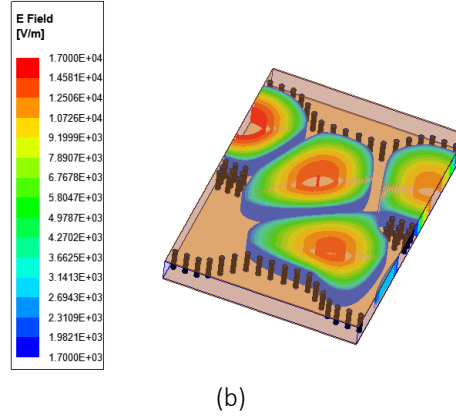 E Field
[V/m]
1.7000E+04
1.4581E+04
1.2506E+04
1.0726E+04
9.1999E+03
7.8907E+03
6.7678E+03
5.8047E+03
4.9787E+03
4.2702E+03
3.6625E+03
3.1413E+03
2.6943E+03
2.3109E+03
1.9821E+03
1.7000E+03
(b)